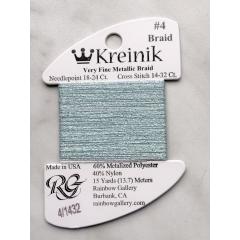 #4
Braid
Kreinik
Very Fine Metallic Braid
Needlepoint 18-24 Ct. Cross Stitch 14-32 Ct.
Made in USA
RG
4/1432
60% Metalized Polyester
40% Nylon
15 Yards (13.7) Meters
Rainbow Gallery
Burbank, CA
rainbowgallery.com